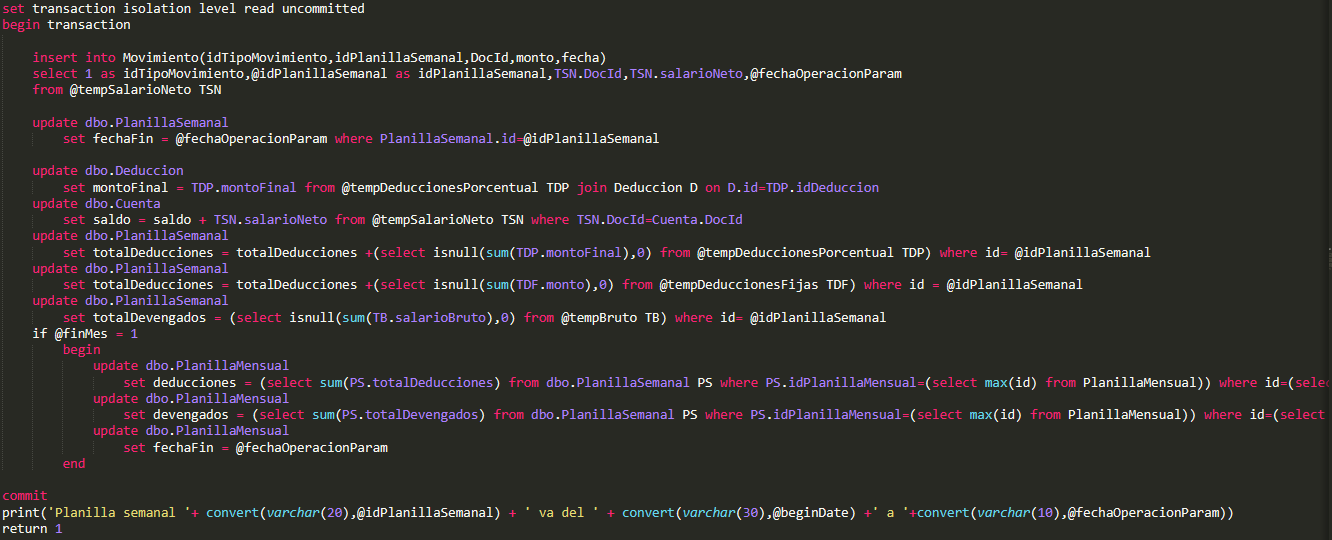 set transaction isolation level read uncommitted
begin transaction
insert into Movimiento(idTipoMovimiento,idPlanillaSemanal,DocId,monto,fecha)
select 1 as idTipoMovimiento,@idPlanillaSemanal as idPlanillaSemanal,TSN.DocId,TSN.salarioNeto,@fechaOperacionParam
from @tempSalarioNeto TSN
update dbo.PlanillaSemanal
set fechaFin = @fechaOperacionParam where PlanillaSemanal.id=@idPlanillaSemanal
update dbo.Deduccion
set montoFinal = TDP.montoFinal from @tempDeduccionesPorcentual TDP join Deduccion D on D.id=TDP.idDeduccion
update dbo.Cuenta
set saldo = saldo + TSN.salarioNeto from @tempSalarioNeto TSN where TSN.DocId=Cuenta.DocId
update dbo.PlanillaSemanal
set totalDeducciones = totalDeducciones +(select isnull(sum(TDP.montoFinal),0) from @tempDeduccionesPorcentual TDP) where id= @idPlanillaSemanal
update dbo.PlanillaSemanal
set totalDeducciones = totalDeducciones +(select isnull(sum(TDF.monto),0) from @tempDeduccionesFijas TDF) where id = @idPlanillaSemanal
update dbo.PlanillaSemanal
set totalDevengados = (select isnull(sum(TB.salarioBruto),0) from @tempBruto TB) where id= @idPlanillaSemanal
if @finMes = 1
begin
update dbo.PlanillaMensual
set deducciones = (select sum(PS.totalDeducciones) from dbo.PlanillaSemanal PS where PS.idPlanillaMensual=(select max(id) from PlanillaMensual)) where id=(selec
update dbo.PlanillaMensual
set devengados = (select sum(PS.totalDevengados) from dbo.PlanillaSemanal PS where PS.idPlanillaMensual=(select max(id) from PlanillaMensual)) where id=(select
update dbo.PlanillaMensual
set fechaFin = @fechaOperacionParam
end
commit
print('Planilla semanal '+ convert(varchar(20),@idPlanillaSemanal) + ' va del ' + convert(varchar(30),@beginDate) +' a '+convert(varchar(10),@fechaOperacionParam))
return 1